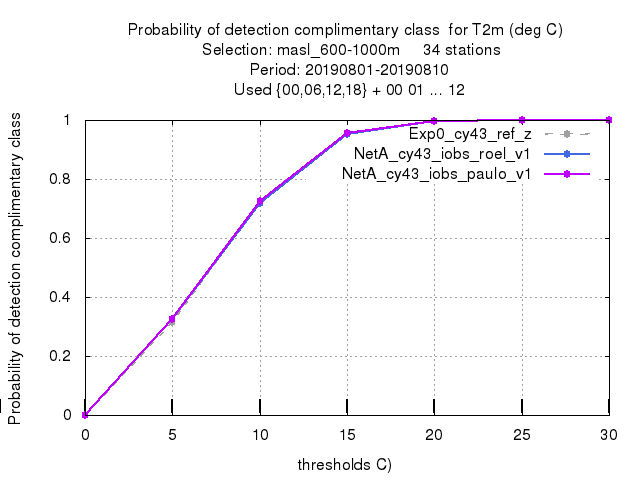 Probability of detection complimentary class  for T2m (deg C)
Selection: masl_600-1000m     34 stations
Period: 20190801-20190810
Used {00,06,12,18} + 00 01 ... 12
Probability of detection complimentary class
1
0.8
0.6
0.4
0.2
0
Exp0_cy43_ref_z
NetA_cy43_iobs_roel_v1
NetA_cy43_iobs_paulo_v1
0 5 10 15 20 25 30
thresholds C)